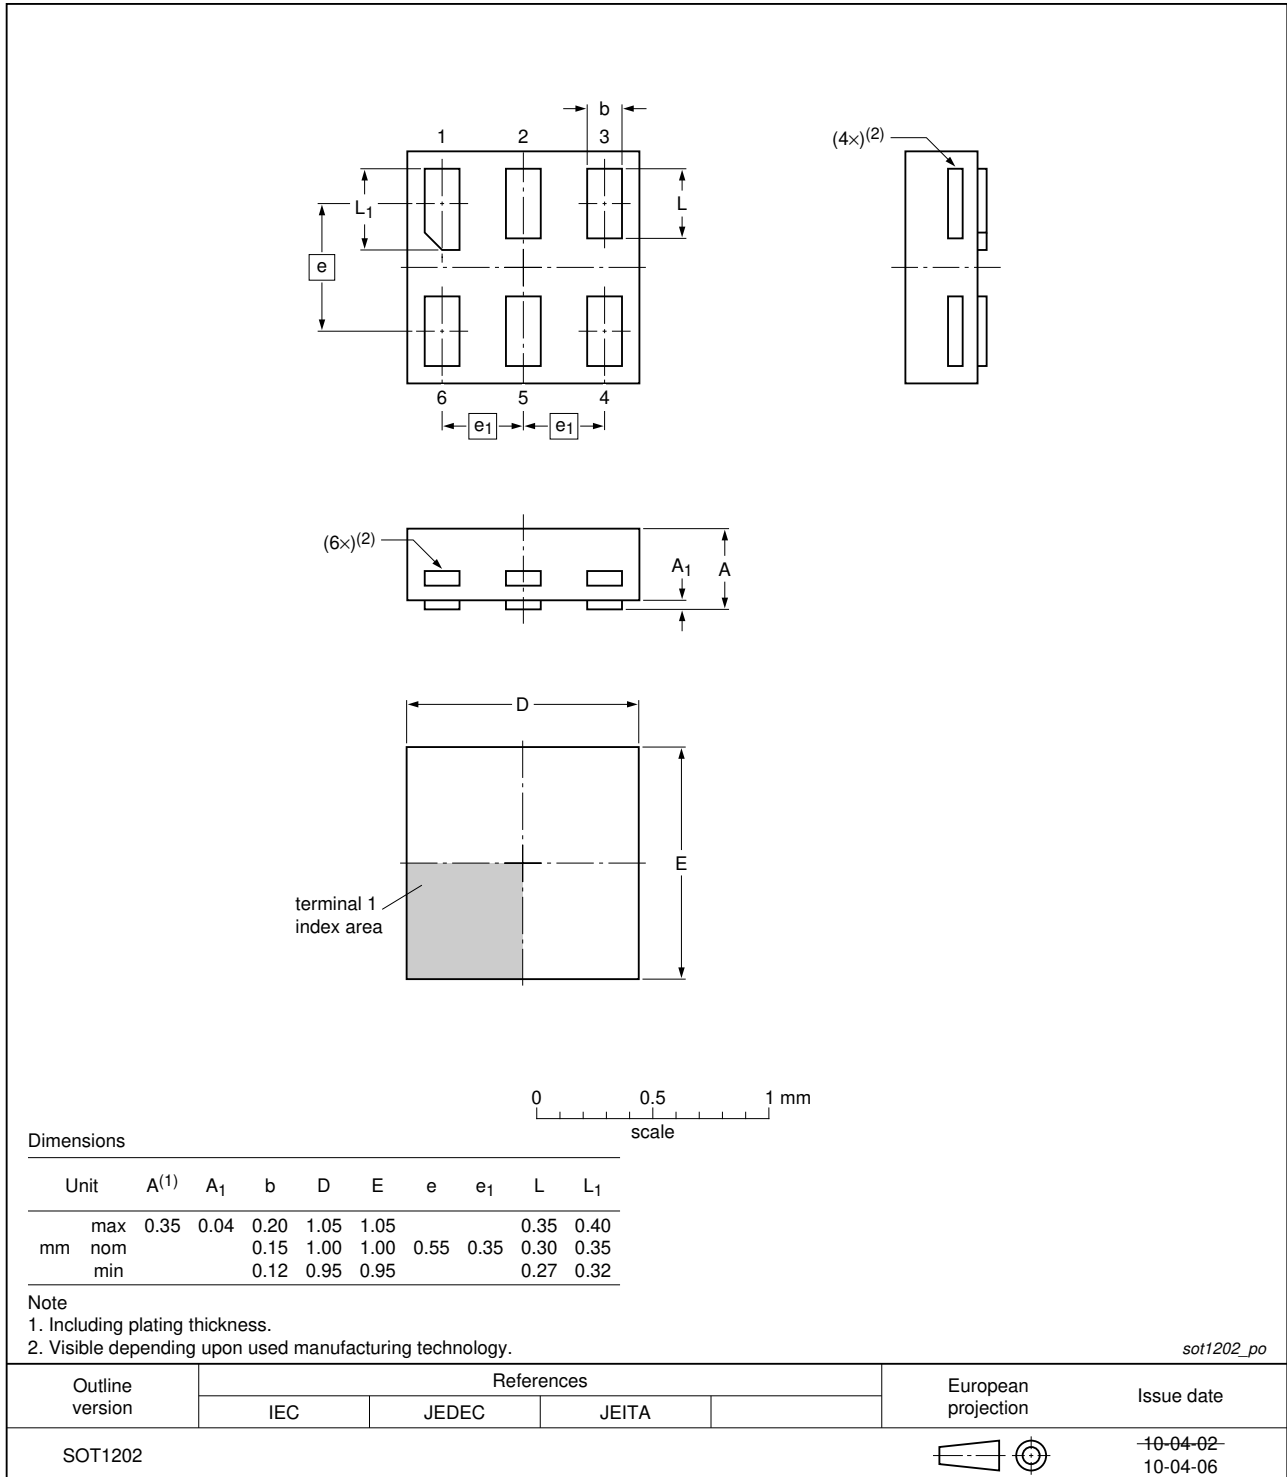 b
1 2 3
(4×)(2)
L1
L
e
6 5 4
e1 e1
(6×)(2)
A1 A
D
E
terminal 1
index area
0 0.5 1 mm
scale
Dimensions
Unit A(1) A1 b D E e e1 L L1
max 0.35 0.04 0.20 1.05 1.05 0.35 0.40
mm nom 0.15 1.00 1.00 0.55 0.35 0.30 0.35
min 0.12 0.95 0.95 0.27 0.32
Note
1. Including plating thickness.
2. Visible depending upon used manufacturing technology.
sot1202_po
Outline
version
References
IEC JEDEC JEITA
European
projection
Issue date
SOT1202
10-04-02
10-04-06